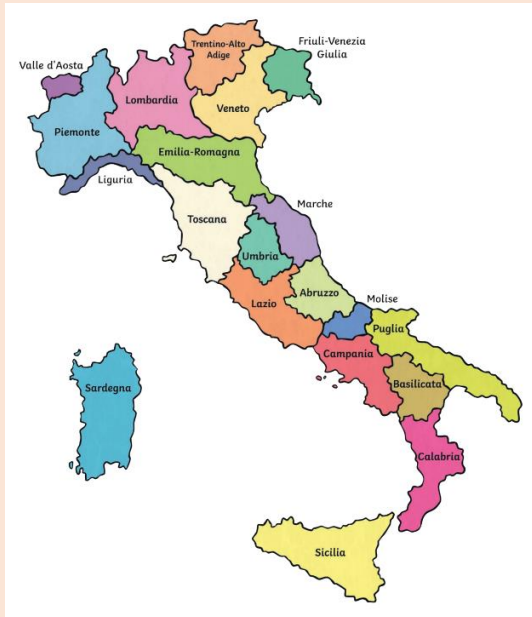 Trentino-Alto
Adige
Friuli-Venezia
Giulia
Valle d'Aosta
Lombardia
Veneto
Piemonte
Emilia-Romagna
Liguria
Marche
Toscana
Umbria
Abruzzo
Molise
Lazio
Puglia
Campania
Basilicata
Sardegna
Calabria
Sicilia